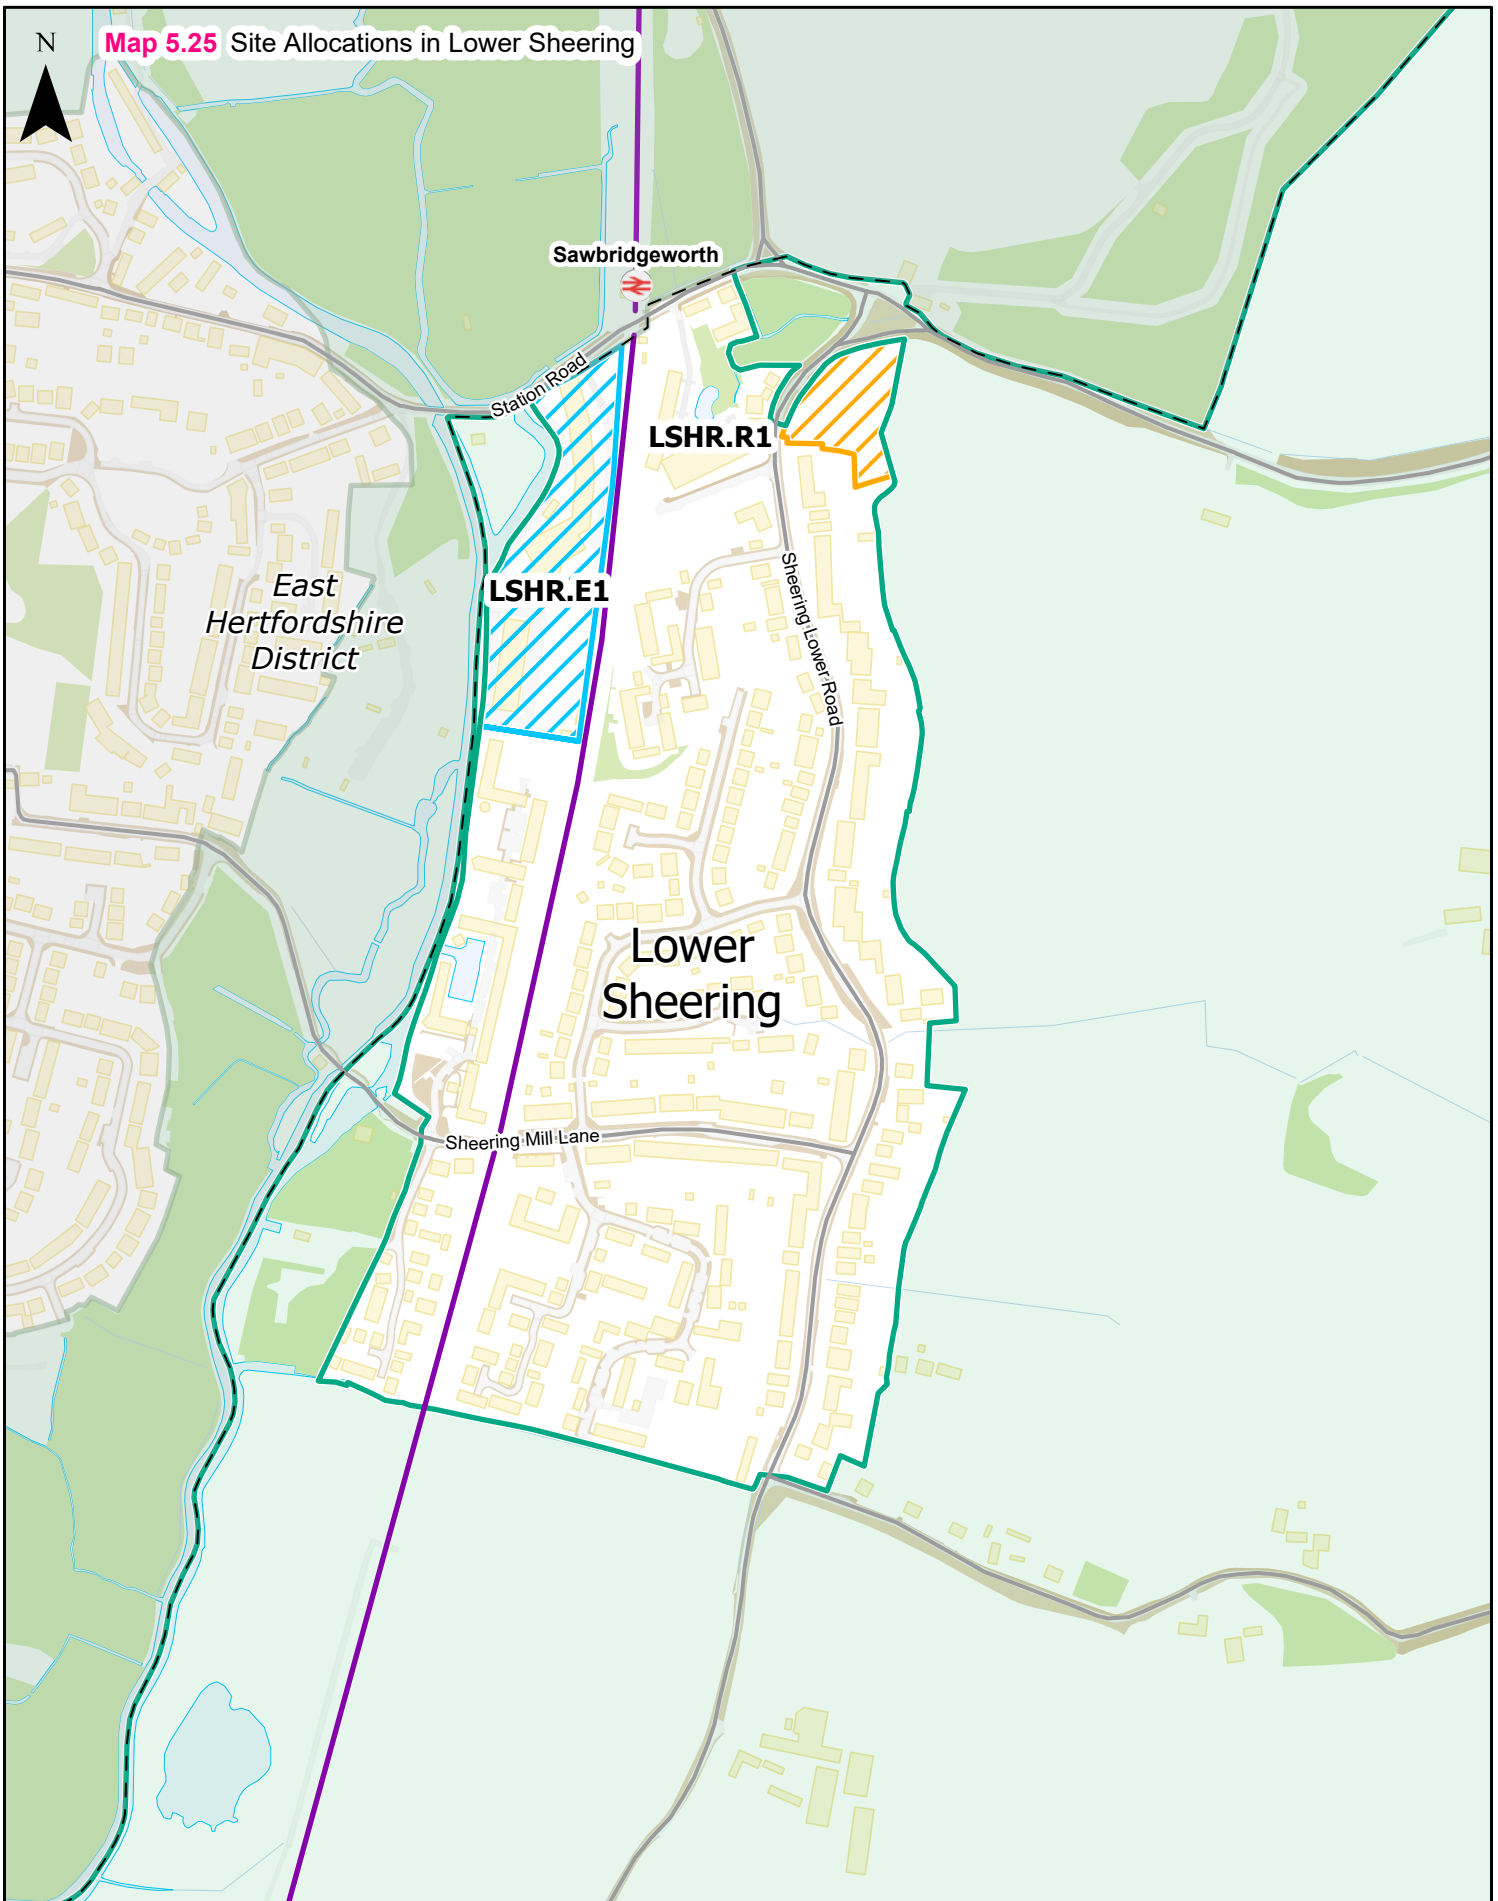 N
Map 5.25 Site Allocations in Lower Sheering
Sawbridgeworth
Station Road
LSHR.R1
LSHR.E1
East
Hertfordshire
District
Sheering Lower Road
Lower
Sheering
Sheering Mill Lane